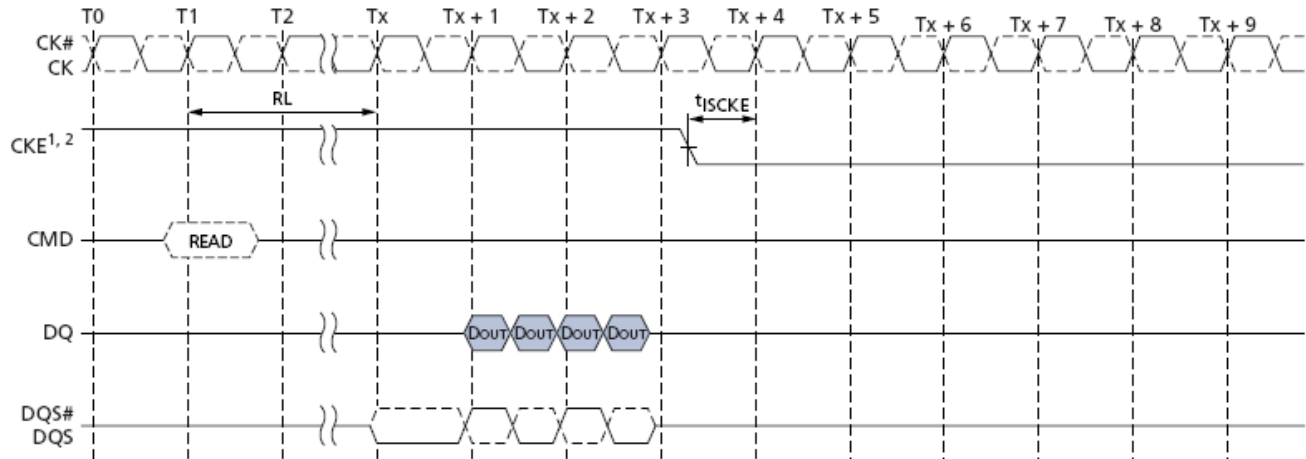 T0 T1 T2 Tx Tx + 1 Tx + 2 Tx + 3 Tx + 4 Tx + 5 Tx + 6 Tx + 7 Tx + 8 Tx + 9
CK#
CK
RL tISCKE
CKE1, 2
CMD READ
DQ DOUT DOUT DOUT DOUT
DQS#
DQS